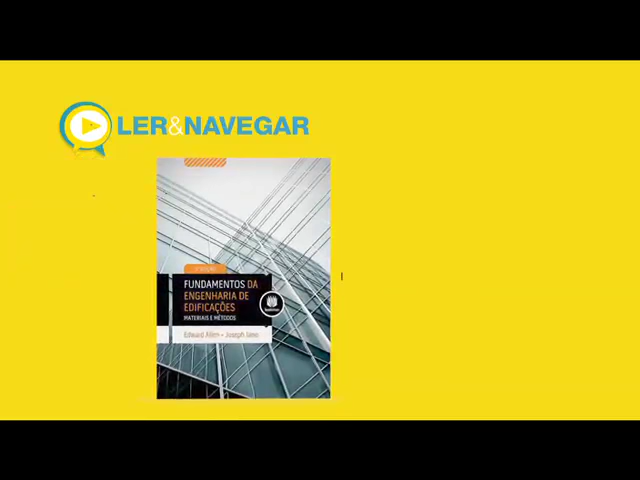 LER&NAVEGAR
FUNDAMENTOS DA
ENGENHARIA DE
EDIFICAÇÕES
MATERIAIS E MÉTODOS
Edward Allen • Joseph Iano